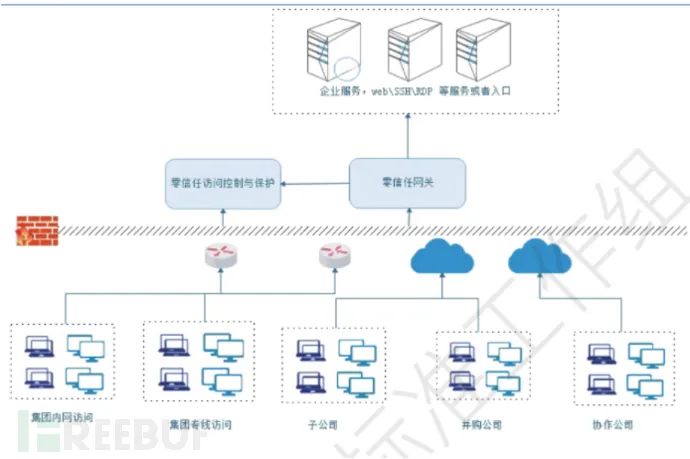 企业服务，web\SSH\RDP 等服务或者入口
零信任访问控制与保护
零信任网关
集团内网访问
集团专线访问
子公司
并购公司
协作公司
REEBUF
标准工作组